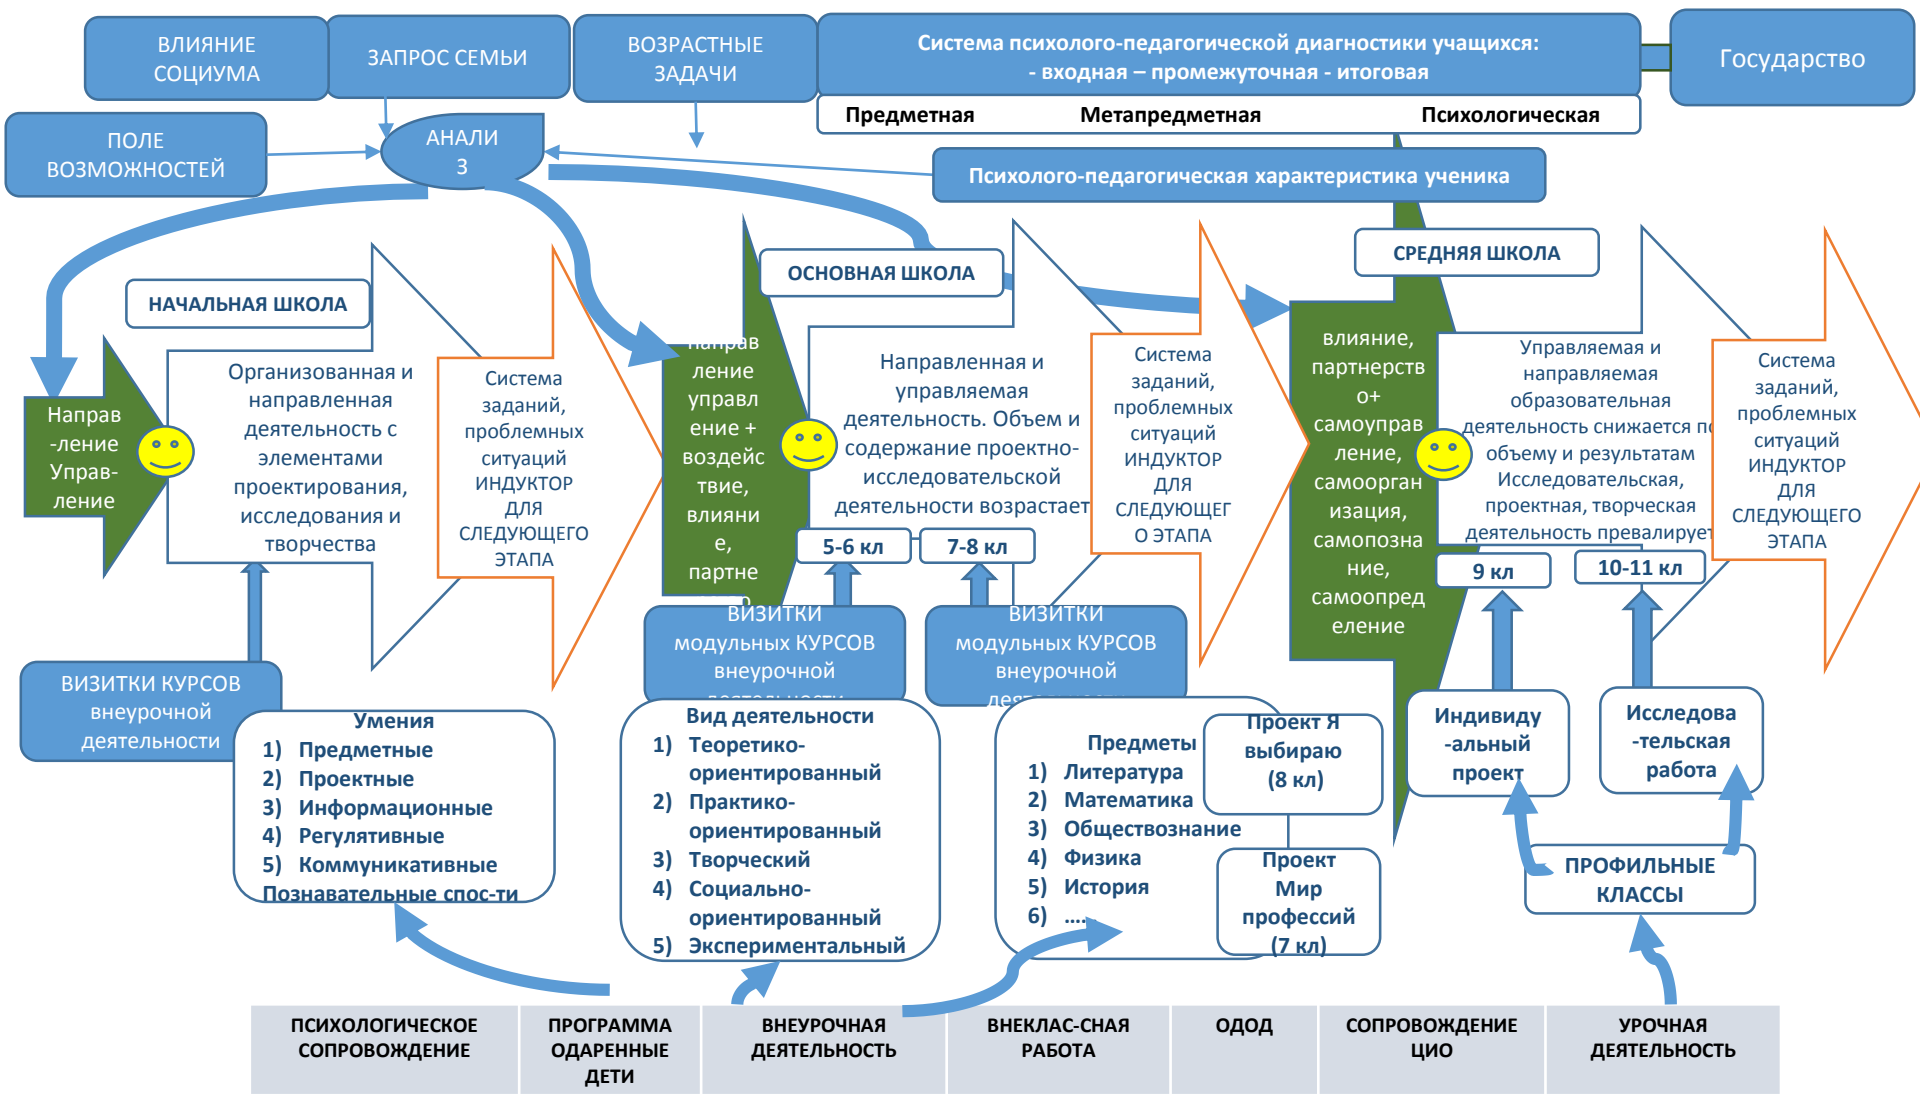 ВЛИЯНИЕ
СОЦИУМА
ЗАПРОС СЕМЬИ
ВОЗРАСТНЫЕ
ЗАДАЧИ
Система психолого-педагогической диагностики учащихся:
- входная – промежуточная - итоговая
Государство
Предметная Метапредметная Психологическая
ПОЛЕ
ВОЗМОЖНОСТЕЙ
АНАЛИ
З
Психолого-педагогическая характеристика ученика
НАЧАЛЬНАЯ ШКОЛА
ОСНОВНАЯ ШКОЛА
СРЕДНЯЯ ШКОЛА
Направ
-ление
Управ-
ление
Организованная и
направленная
деятельность с
элементами
проектирования,
исследования и
творчества
Система
заданий,
проблемных
ситуаций
ИНДУКТОР
ДЛЯ
СЛЕДУЮЩЕГО
ЭТАПА
направ
ление
управл
ение +
воздейс
твие,
влияни
е,
партне
Направленная и
управляемая
деятельность. Объем и
содержание проектно-
исследовательской
деятельности возрастает
5-6 кл
7-8 кл
Система
заданий,
проблемных
ситуаций
ИНДУКТОР
ДЛЯ
СЛЕДУЮЩЕГ
О ЭТАПА
влияние,
партнерств
о+
самоуправ
ление,
самоорган
изация,
самопозна
ние,
самоопред
еление
Управляемая и
направляемая
образовательная
деятельность снижается по
объему и результатам
Исследовательская,
проектная, творческая
деятельность превалирует
9 кл
10-11 кл
Система
заданий,
проблемных
ситуаций
ИНДУКТОР
ДЛЯ
СЛЕДУЮЩЕГО
ЭТАПА
ВИЗИТКИ КУРСОВ
внеурочной
деятельности
ВИЗИТКИ
модульных КУРСОВ
внеурочной
деятельности
ВИЗИТКИ
модульных КУРСОВ
внеурочной
деятельности
Умения
1) Предметные
2) Проектные
3) Информационные
4) Регулятивные
5) Коммуникативные
Познавательные спос-ти
Вид деятельности
1) Теоретико-
ориентированный
2) Практико-
ориентированный
3) Творческий
4) Социально-
ориентированный
5) Экспериментальный
Предметы
1) Литература
2) Математика
3) Обществознание
4) Физика
5) История
6) .....
Проект Я
выбираю
(8 кл)
Проект
Мир
профессий
(7 кл)
Индивиду
-альный
проект
Исследова
-тельская
работа
ПРОФИЛЬНЫЕ
КЛАССЫ
ПСИХОЛОГИЧЕСКОЕ
СОПРОВОЖДЕНИЕ
ПРОГРАММА
ОДАРЕННЫЕ
ДЕТИ
ВНЕУРОЧНАЯ
ДЕЯТЕЛЬНОСТЬ
ВНЕКЛАС-СНАЯ
РАБОТА
ОДОД
СОПРОВОЖДЕНИЕ
ЦИО
УРОЧНАЯ
ДЕЯТЕЛЬНОСТЬ